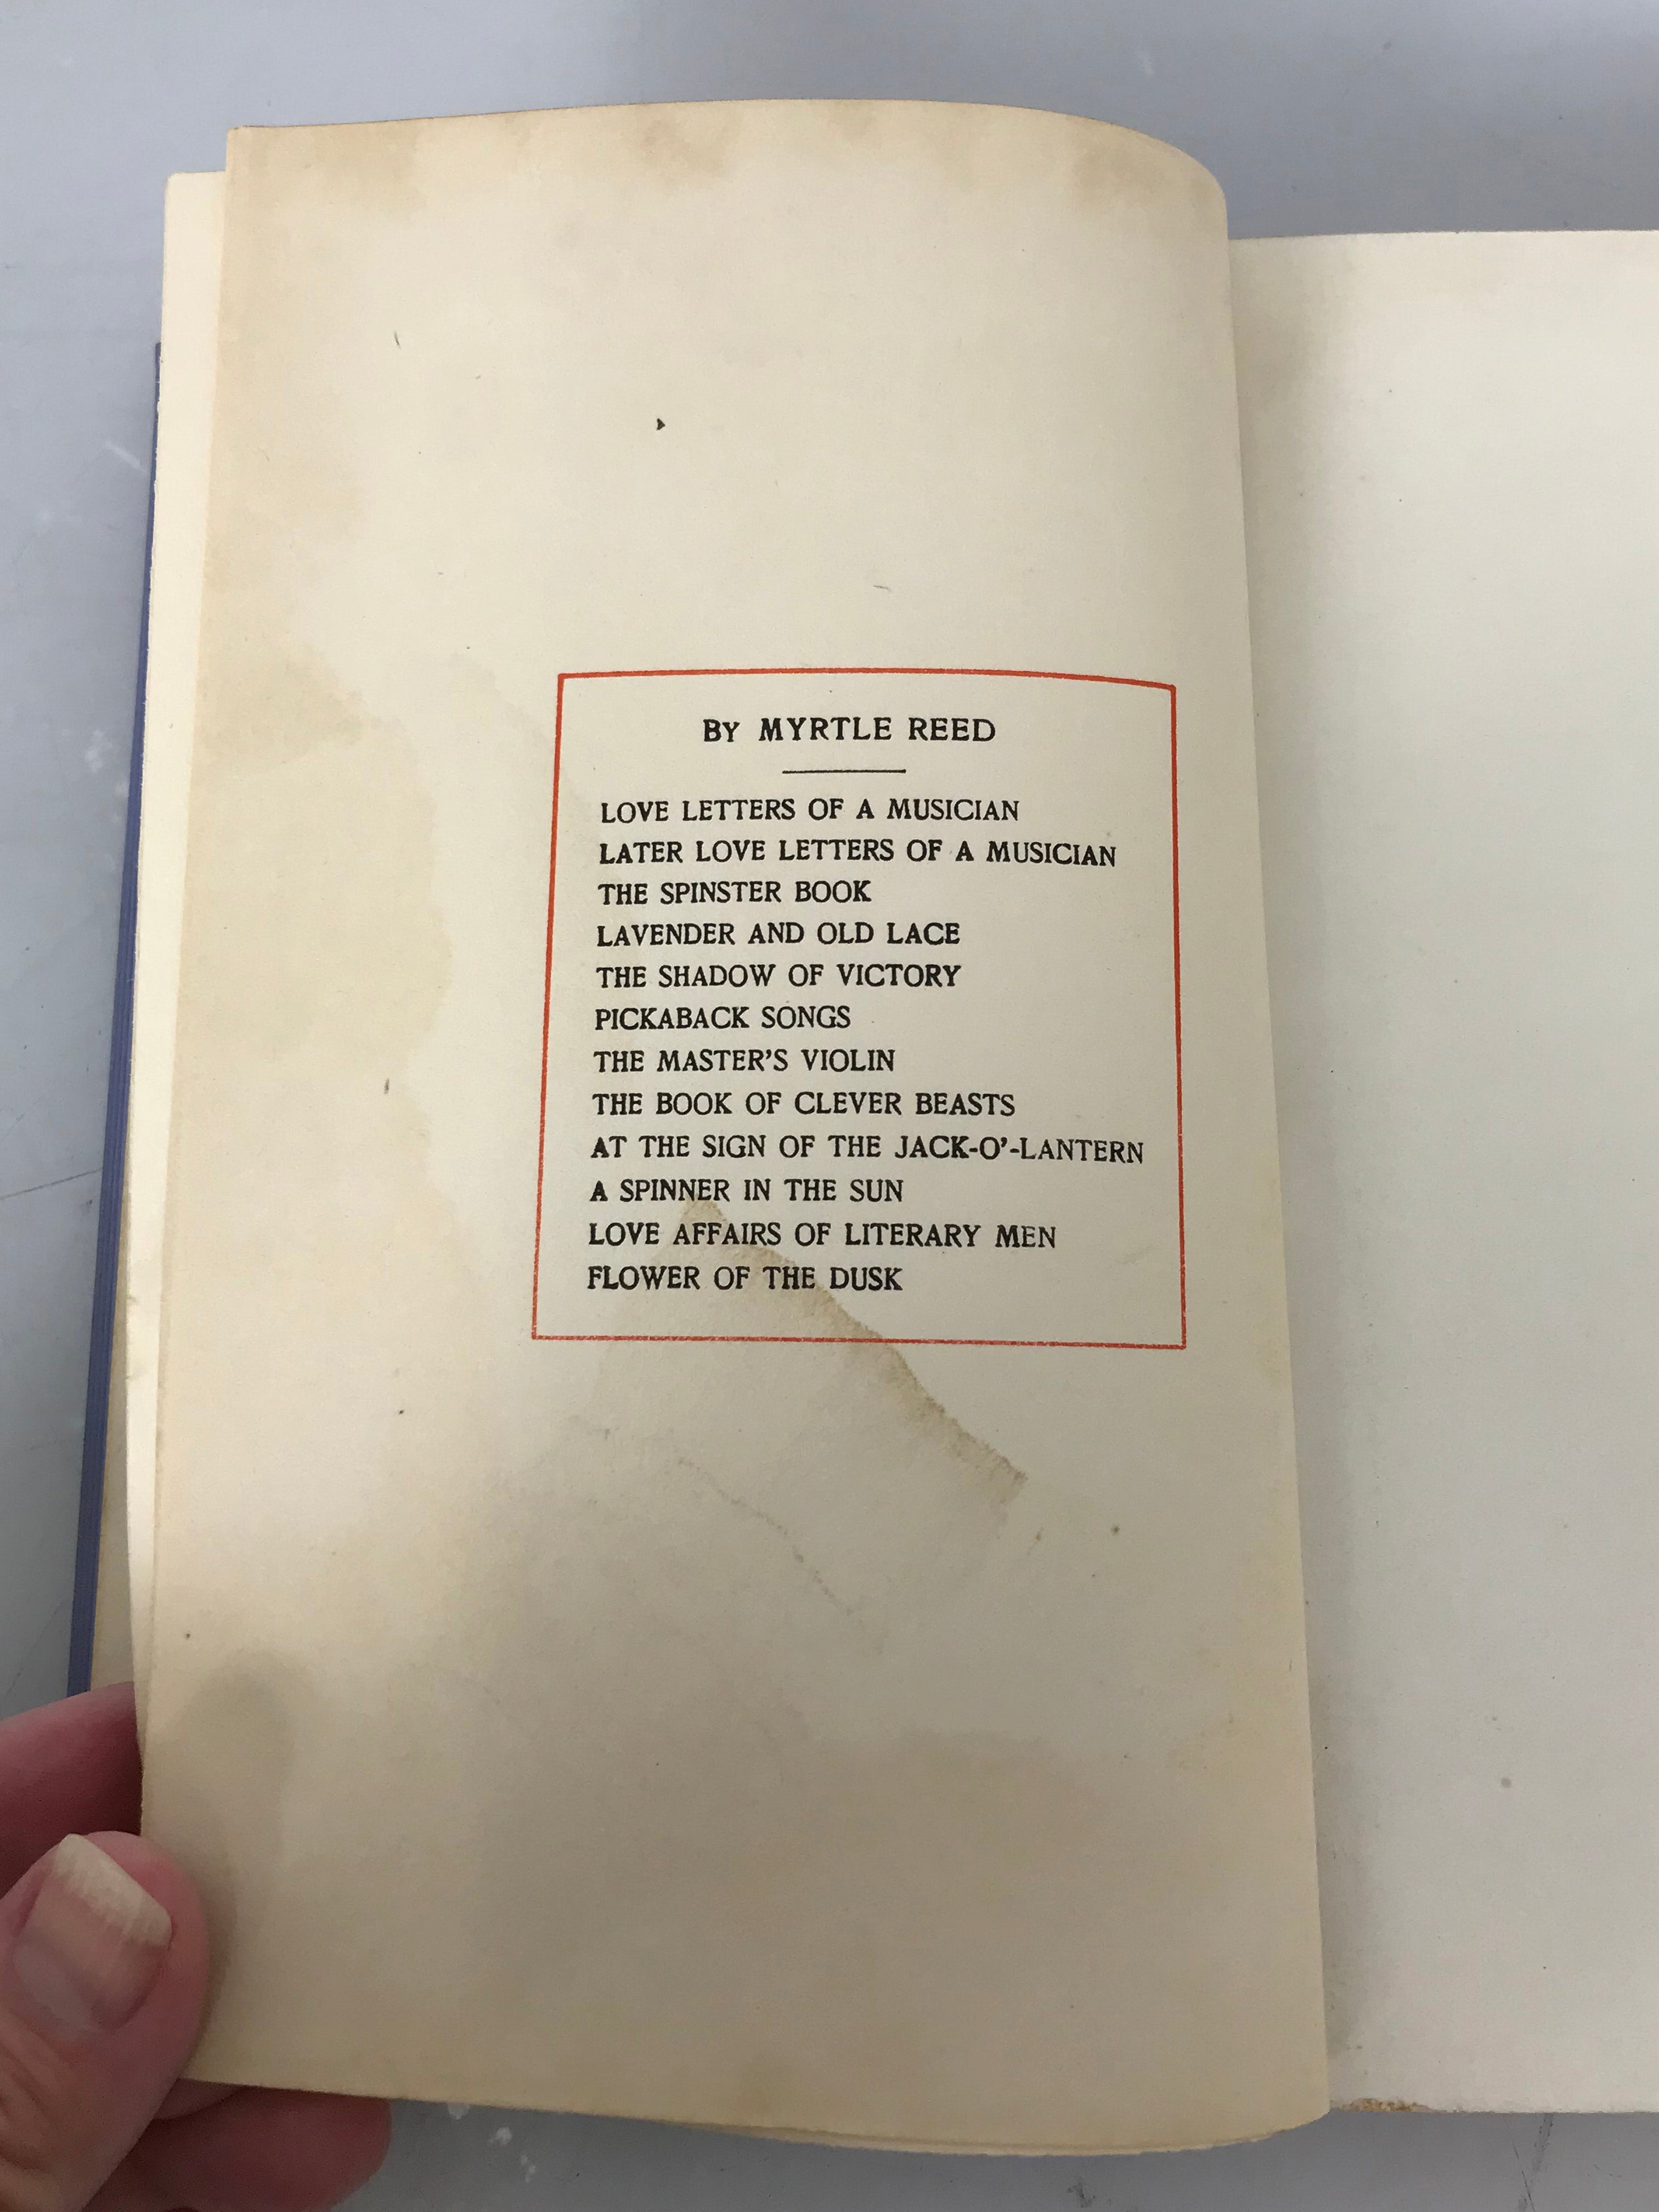 BY MYRTLE REED
LOVE LETTERS OF A MUSICIAN
LATER LOVE LETTERS OF A MUSICIAN
THE SPINSTER BOOK
LAVENDER AND OLD LACE
THE SHADOW OF VICTORY
PICKABACK SONGS
THE MASTER'S VIOLIN
THE BOOK OF CLEVER BEASTS
AT THE SIGN OF THE JACK-O'-LANTERN
A SPINNER IN THE SUN
LOVE AFFAIRS OF LITERARY MEN
FLOWER OF THE DUSK